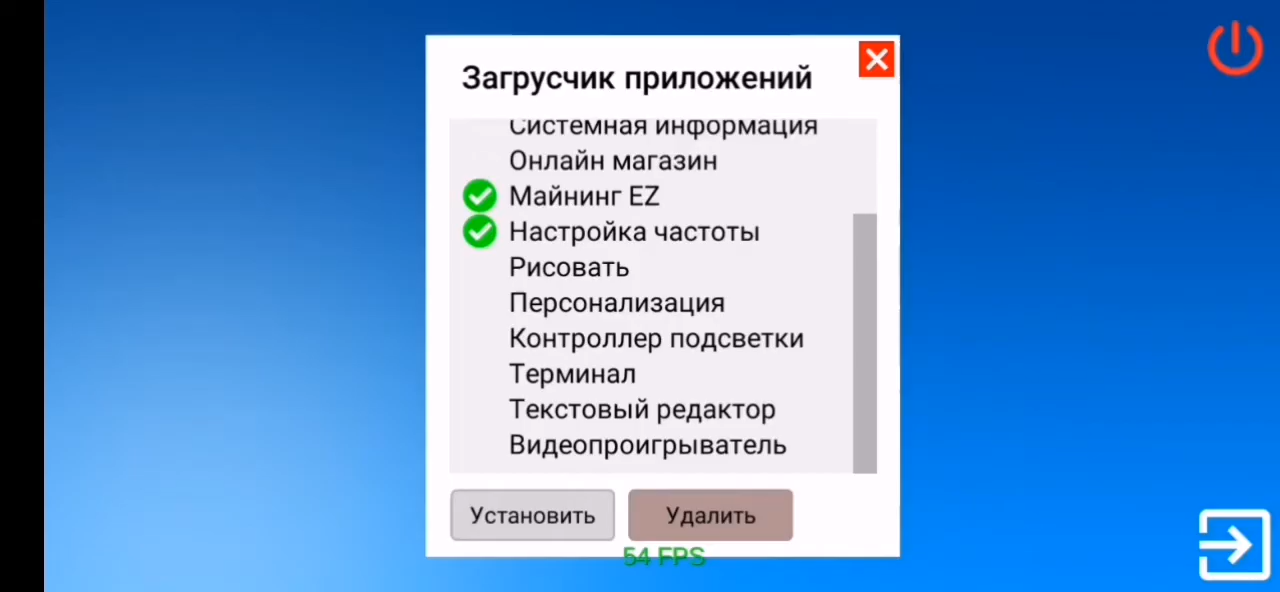 Загрусчик приложений
Системная информация
Онлайн магазин
Майнинг EZ
Настройка частоты
Рисовать
Персонализация
Контроллер подсветки
Терминал
Текстовый редактор
Видеопроигрыватель
Установить
Удалить
54 FPS